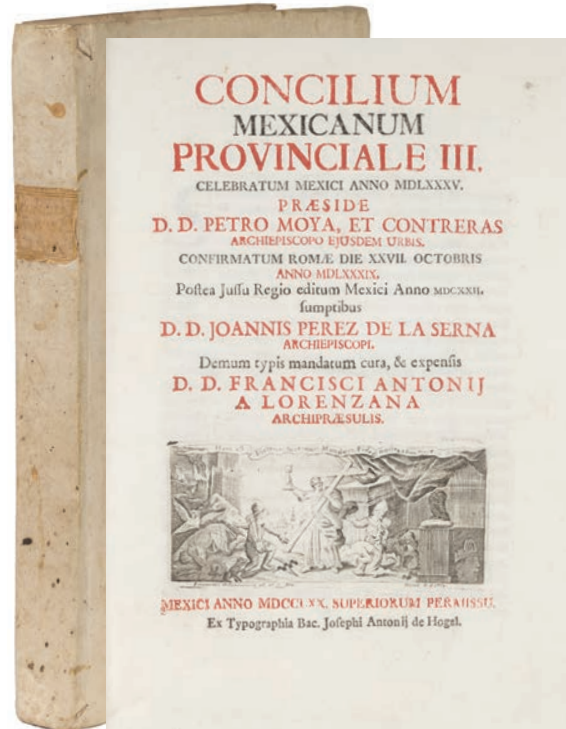 CONCILIUM
MEXICANUM
PROVINCIALE III.
CELEBRATUM MEXICI ANNO MDLXXXV.
PRÆSIDE
D. D. PETRO MOYA, ET CONTRERAS
ARCHIEPISCOPO EJUSDEM URBIS.
CONFIRMATUM ROMÆ DIE XXVII. OCTOBRIS
ANNO MDLXXXIX.
Poſtea Juſſu Regio editum Mexici Anno MDCXXII.
ſumptibus
D. D. JOANNIS PEREZ DE LA SERNA
ARCHIEPISCOPI.
Demum typis mandatum cura, & expenſis
D. D. FRANCISCI ANTONIJ
A LORENZANA
ARCHIPRÆSULIS.
MEXICI ANNO MDCCLXX. SUPERIORUM PERMISSU.
Ex Typographia Bac. Joſephi Antonij de Hogal.